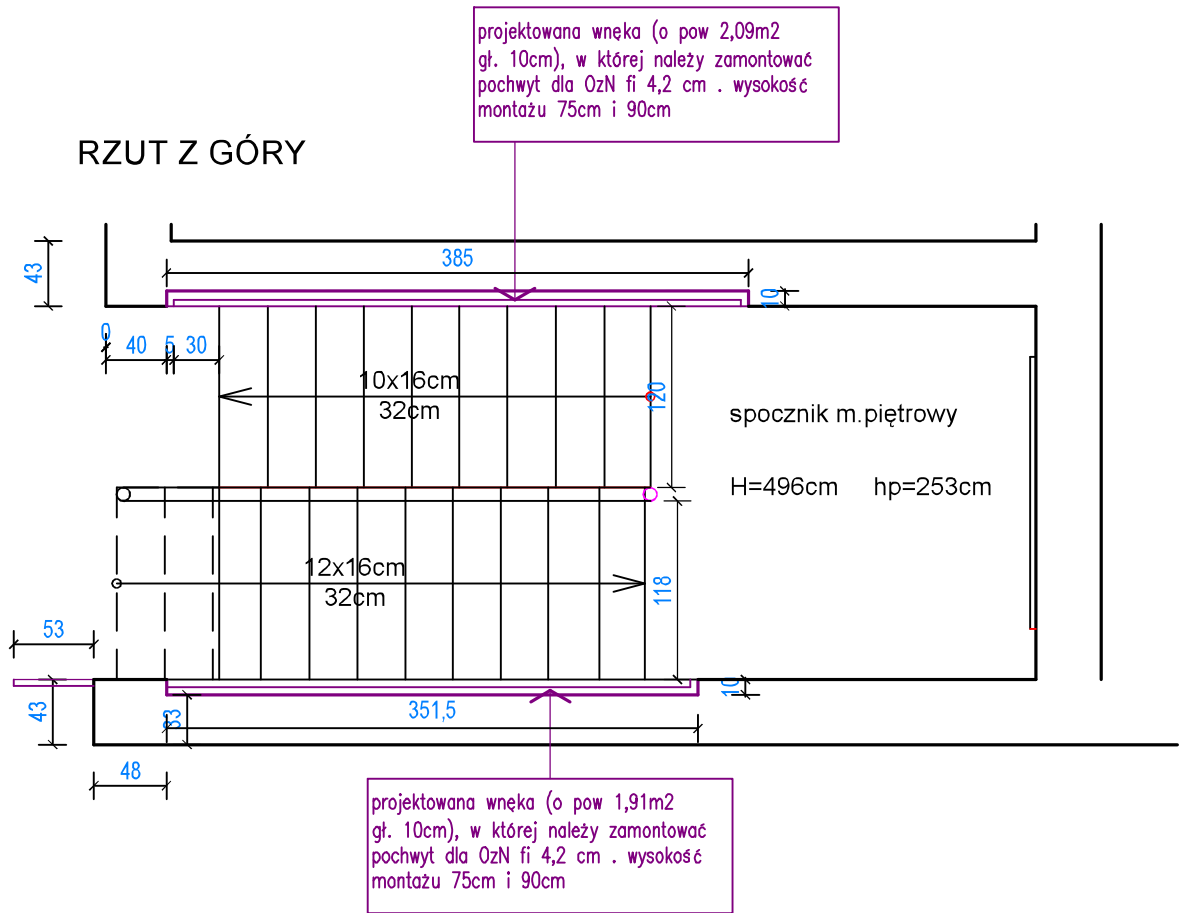 projektowana wnęka (o pow 2,09m2
gł. 10cm), w której należy zamontować
pochwyt dla OzN fi 4,2 cm . wysokość
montażu 75cm i 90cm
RZUT Z GÓRY
43
385
10
0
40
5
30
10x16cm
32cm
120
spocznik m.piętrowy
H=496cm hp=253cm
12x16cm
32cm
118
53
43
33
351,5
10
48
projektowana wnęka (o pow 1,91m2
gł. 10cm), w której należy zamontować
pochwyt dla OzN fi 4,2 cm . wysokość
montażu 75cm i 90cm